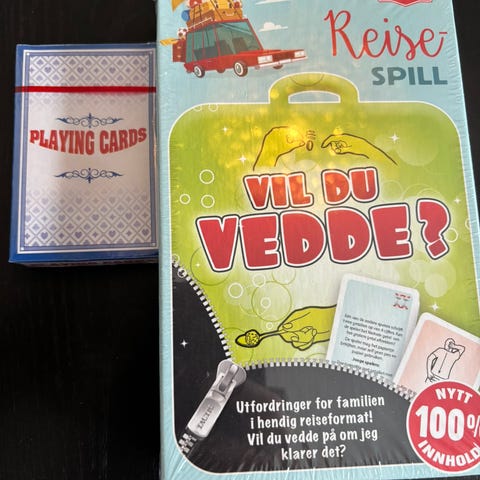 PLAYING CARDS
Reise-
SPILL
VIL DU
VEDDE?
Utfordringer for familien
i hendig reiseformat!
Vil du vedde på om jeg
klarer det?
NYTT
100%
INNHOLD